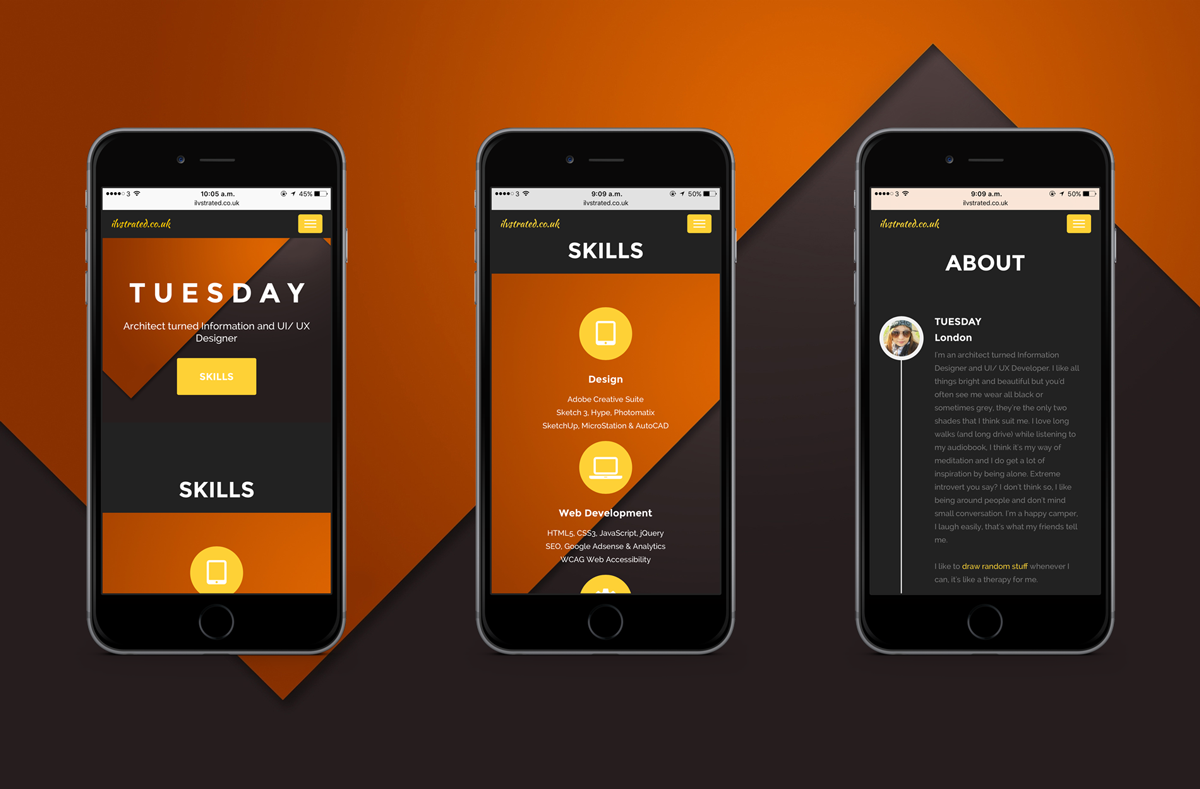 3
10:05 a.m.
45%
ilvstrated.co.uk
ilvstrated.co.uk
TUESDAY
Architect turned Information and UI/ UX
Designer
SKILLS
SKILLS
3
9:09 a.m.
50%
ilvstrated.co.uk
ilvstrated.co.uk
SKILLS
Design
Adobe Creative Suite
Sketch 3, Hype, Photomatix
SketchUp, MicroStation & AutoCAD
Web Development
HTML5, CSS3, JavaScript, jQuery
SEO, Google Adsense & Analytics
WCAG Web Accessibility
3
9:09 a.m.
50%
ilvstrated.co.uk
ilvstrated.co.uk
ABOUT
TUESDAY
London
I'm an architect turned Information
Designer and UI/ UX Developer. I like all
things bright and beautiful but you'd
often see me wear all black or
sometimes grey, they're the only two
shades that I think suit me. I love long
walks (and long drive) while listening to
my audiobook, I think it's my way of
meditation and I do get a lot of
inspiration by being alone. Extreme
introvert you say? I don't think so, I like
being around people and don't mind
small conversation. I'm a happy camper,
I laugh easily, that's what my friends tell
me.
I like to draw random stuff whenever I
can, it's like a therapy for me.